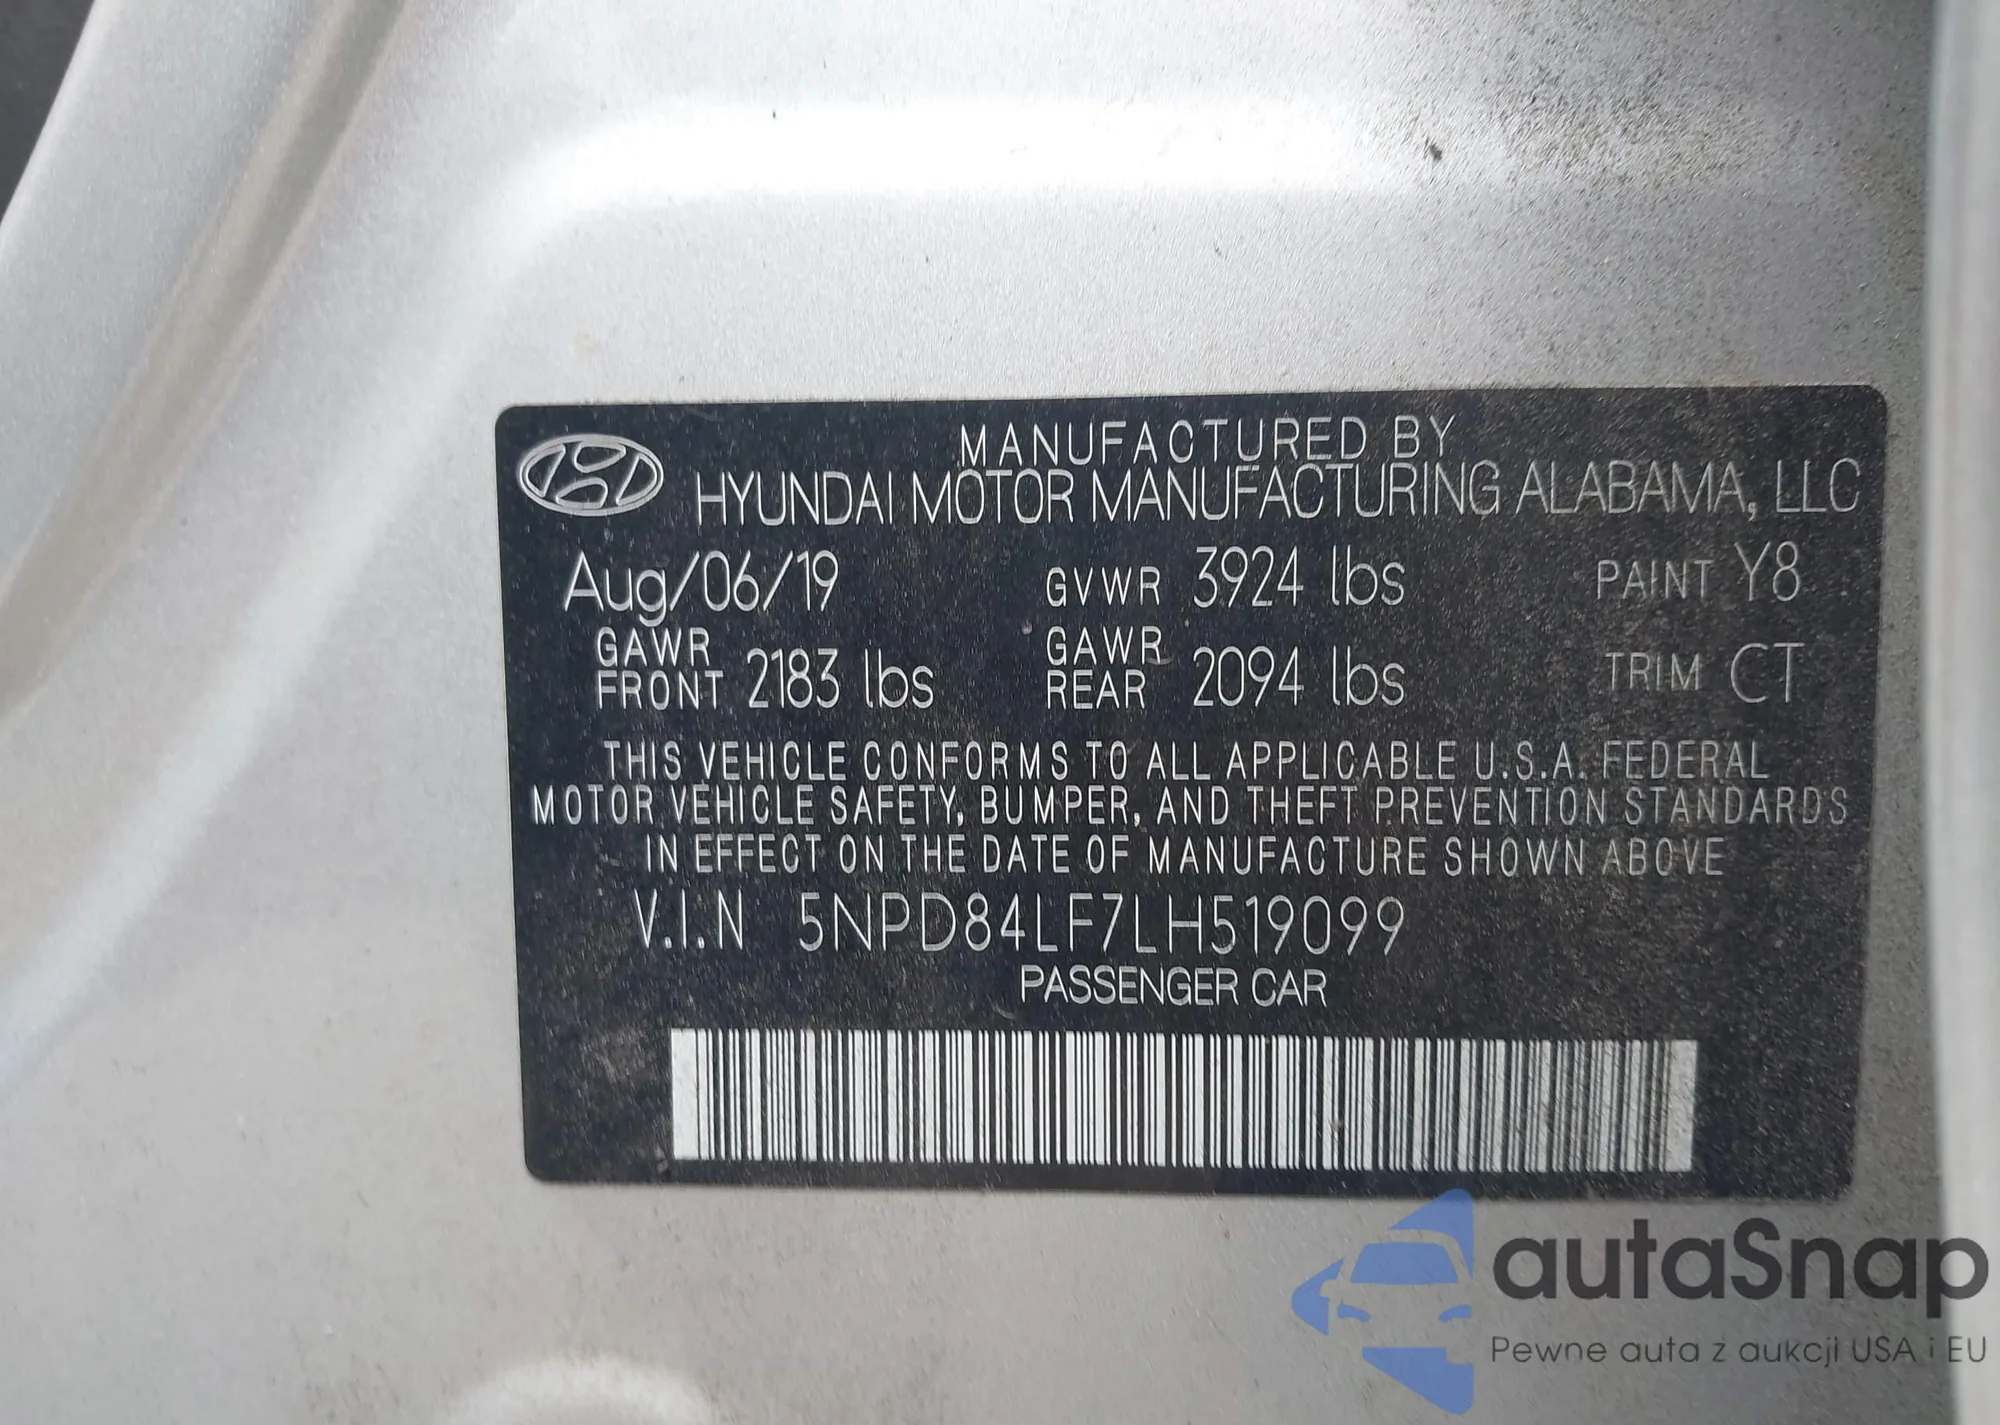 MANUFACTURED BY
HYUNDAI MOTOR MANUFACTURING ALABAMA, LLC
Aug/06/19 GVWR 3924 lbs PAINT Y8
GAWR FRONT 2183 lbs GAWR REAR 2094 lbs TRIM CT
THIS VEHICLE CONFORMS TO ALL APPLICABLE U.S.A. FEDERAL
MOTOR VEHICLE SAFETY, BUMPER, AND THEFT PREVENTION STANDARDS
IN EFFECT ON THE DATE OF MANUFACTURE SHOWN ABOVE
V.I.N 5NPD84LF7LH519099
PASSENGER CAR
autaSnap
Pewne auta z aukcji USA i EU